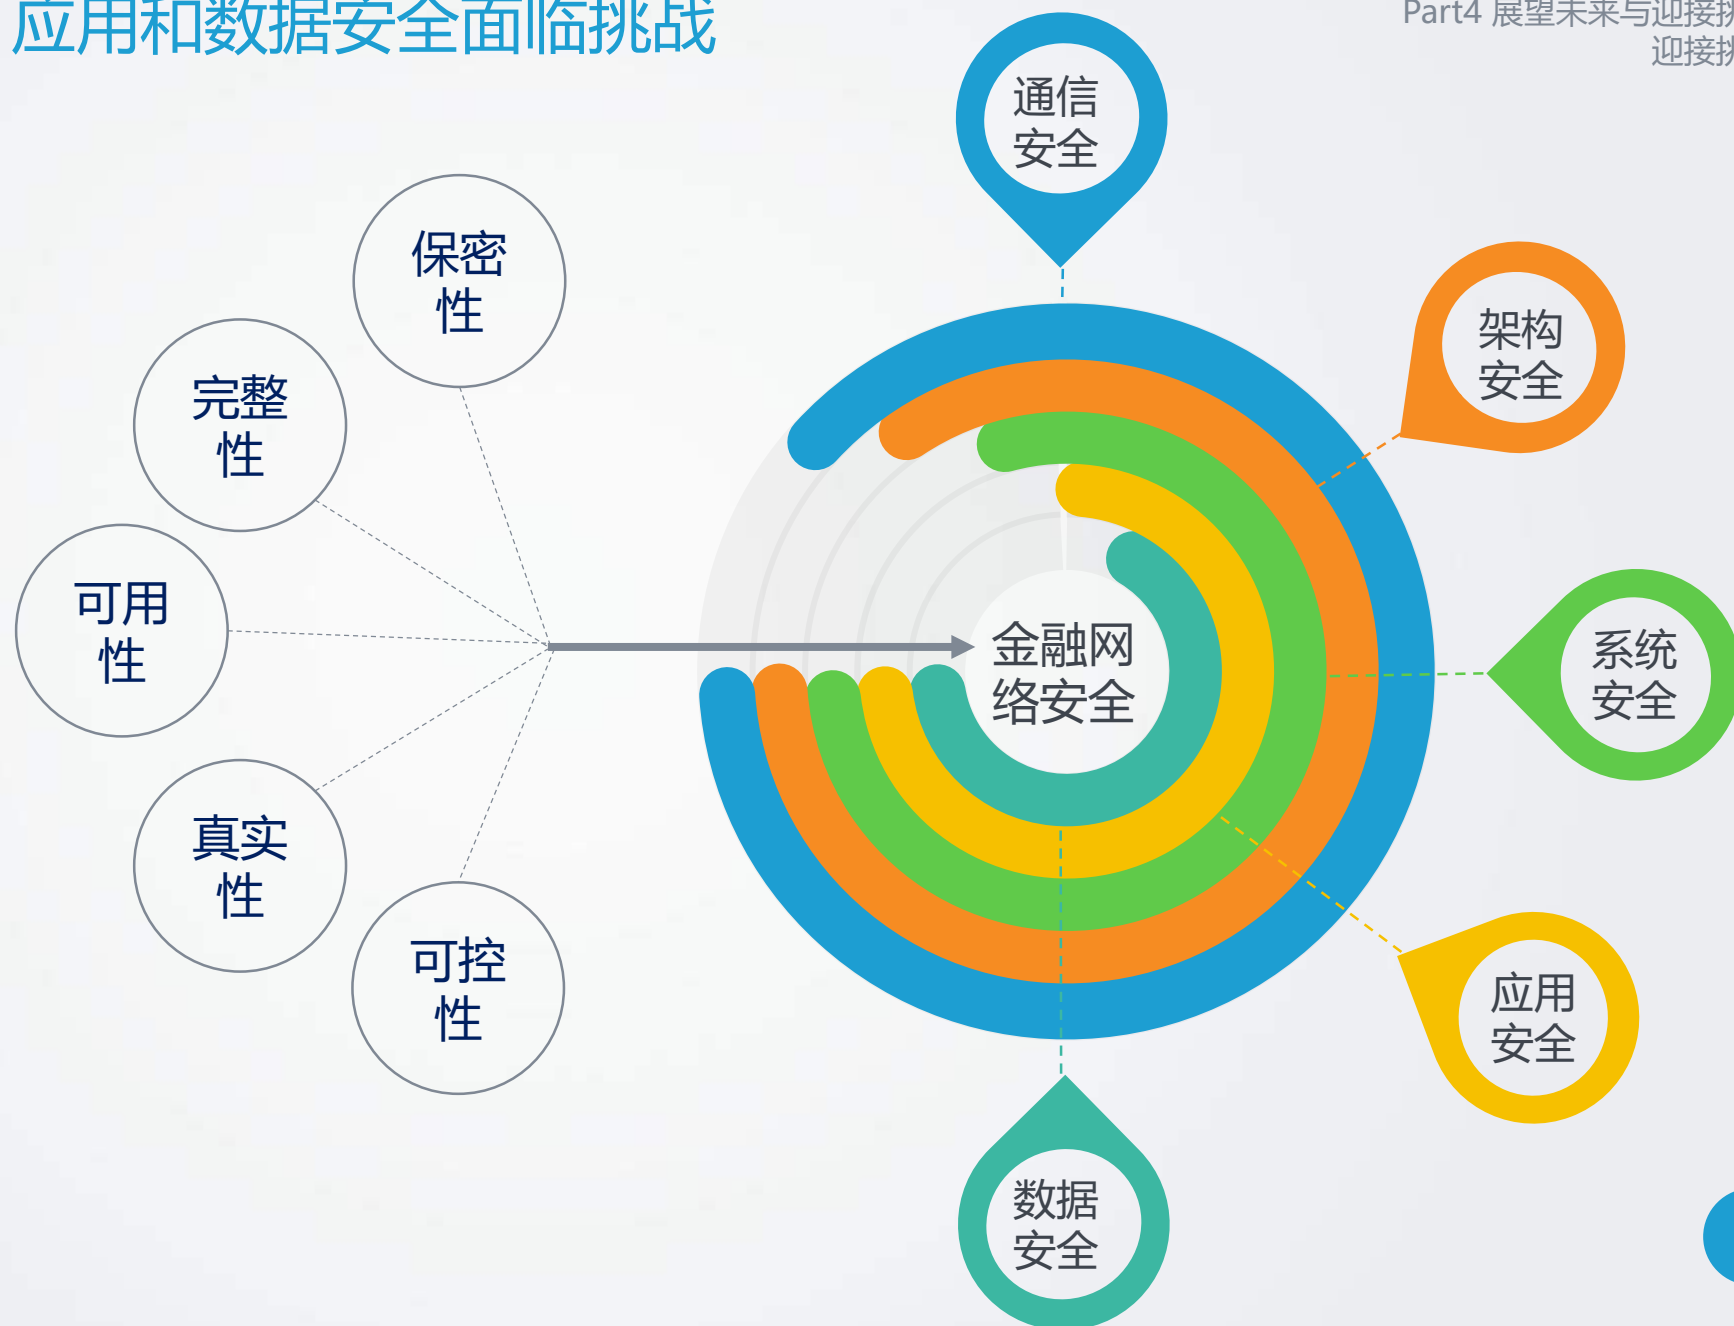 应用和数据安全面临挑战
Part4 展望未来与迎接挑
迎接挑
通信
安全
保密
性
架构
安全
完整
性
可用
性
金融网
络安全
系统
安全
真实
性
可控
性
应用
安全
数据
安全